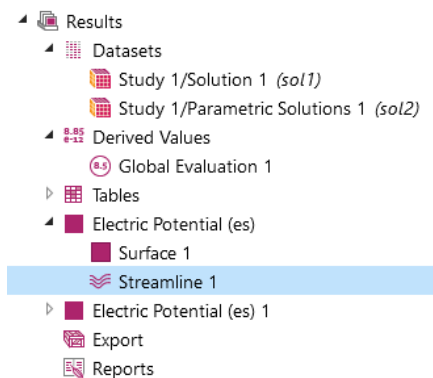 Results
Datasets
Study 1/Solution 1 (sol1)
Study 1/Parametric Solutions 1 (sol2)
8.85 e-12 Derived Values
8.5 Global Evaluation 1
Tables
Electric Potential (es)
Surface 1
Streamline 1
Electric Potential (es) 1
Export
Reports